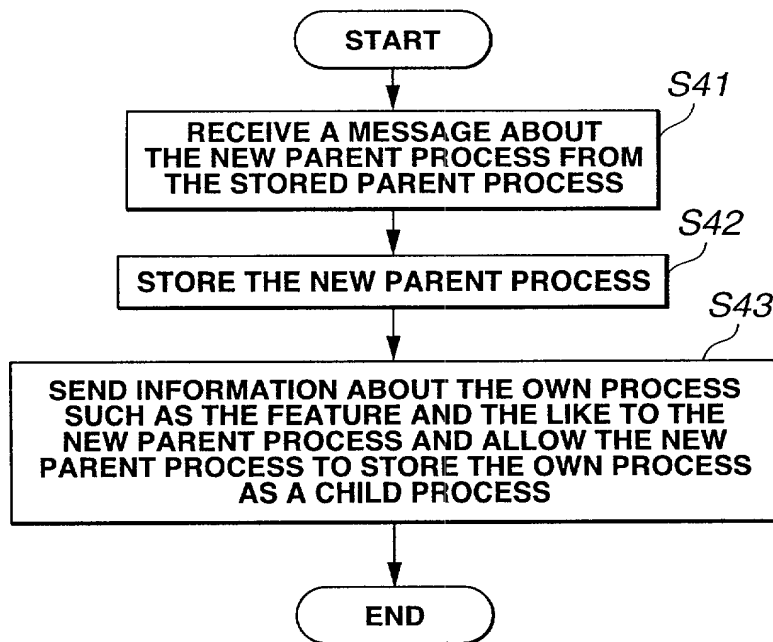 START
S41
RECEIVE A MESSAGE ABOUT
THE NEW PARENT PROCESS FROM
THE STORED PARENT PROCESS
S42
STORE THE NEW PARENT PROCESS
S43
SEND INFORMATION ABOUT THE OWN PROCESS
SUCH AS THE FEATURE AND THE LIKE TO THE
NEW PARENT PROCESS AND ALLOW THE NEW
PARENT PROCESS TO STORE THE OWN PROCESS
AS A CHILD PROCESS
END